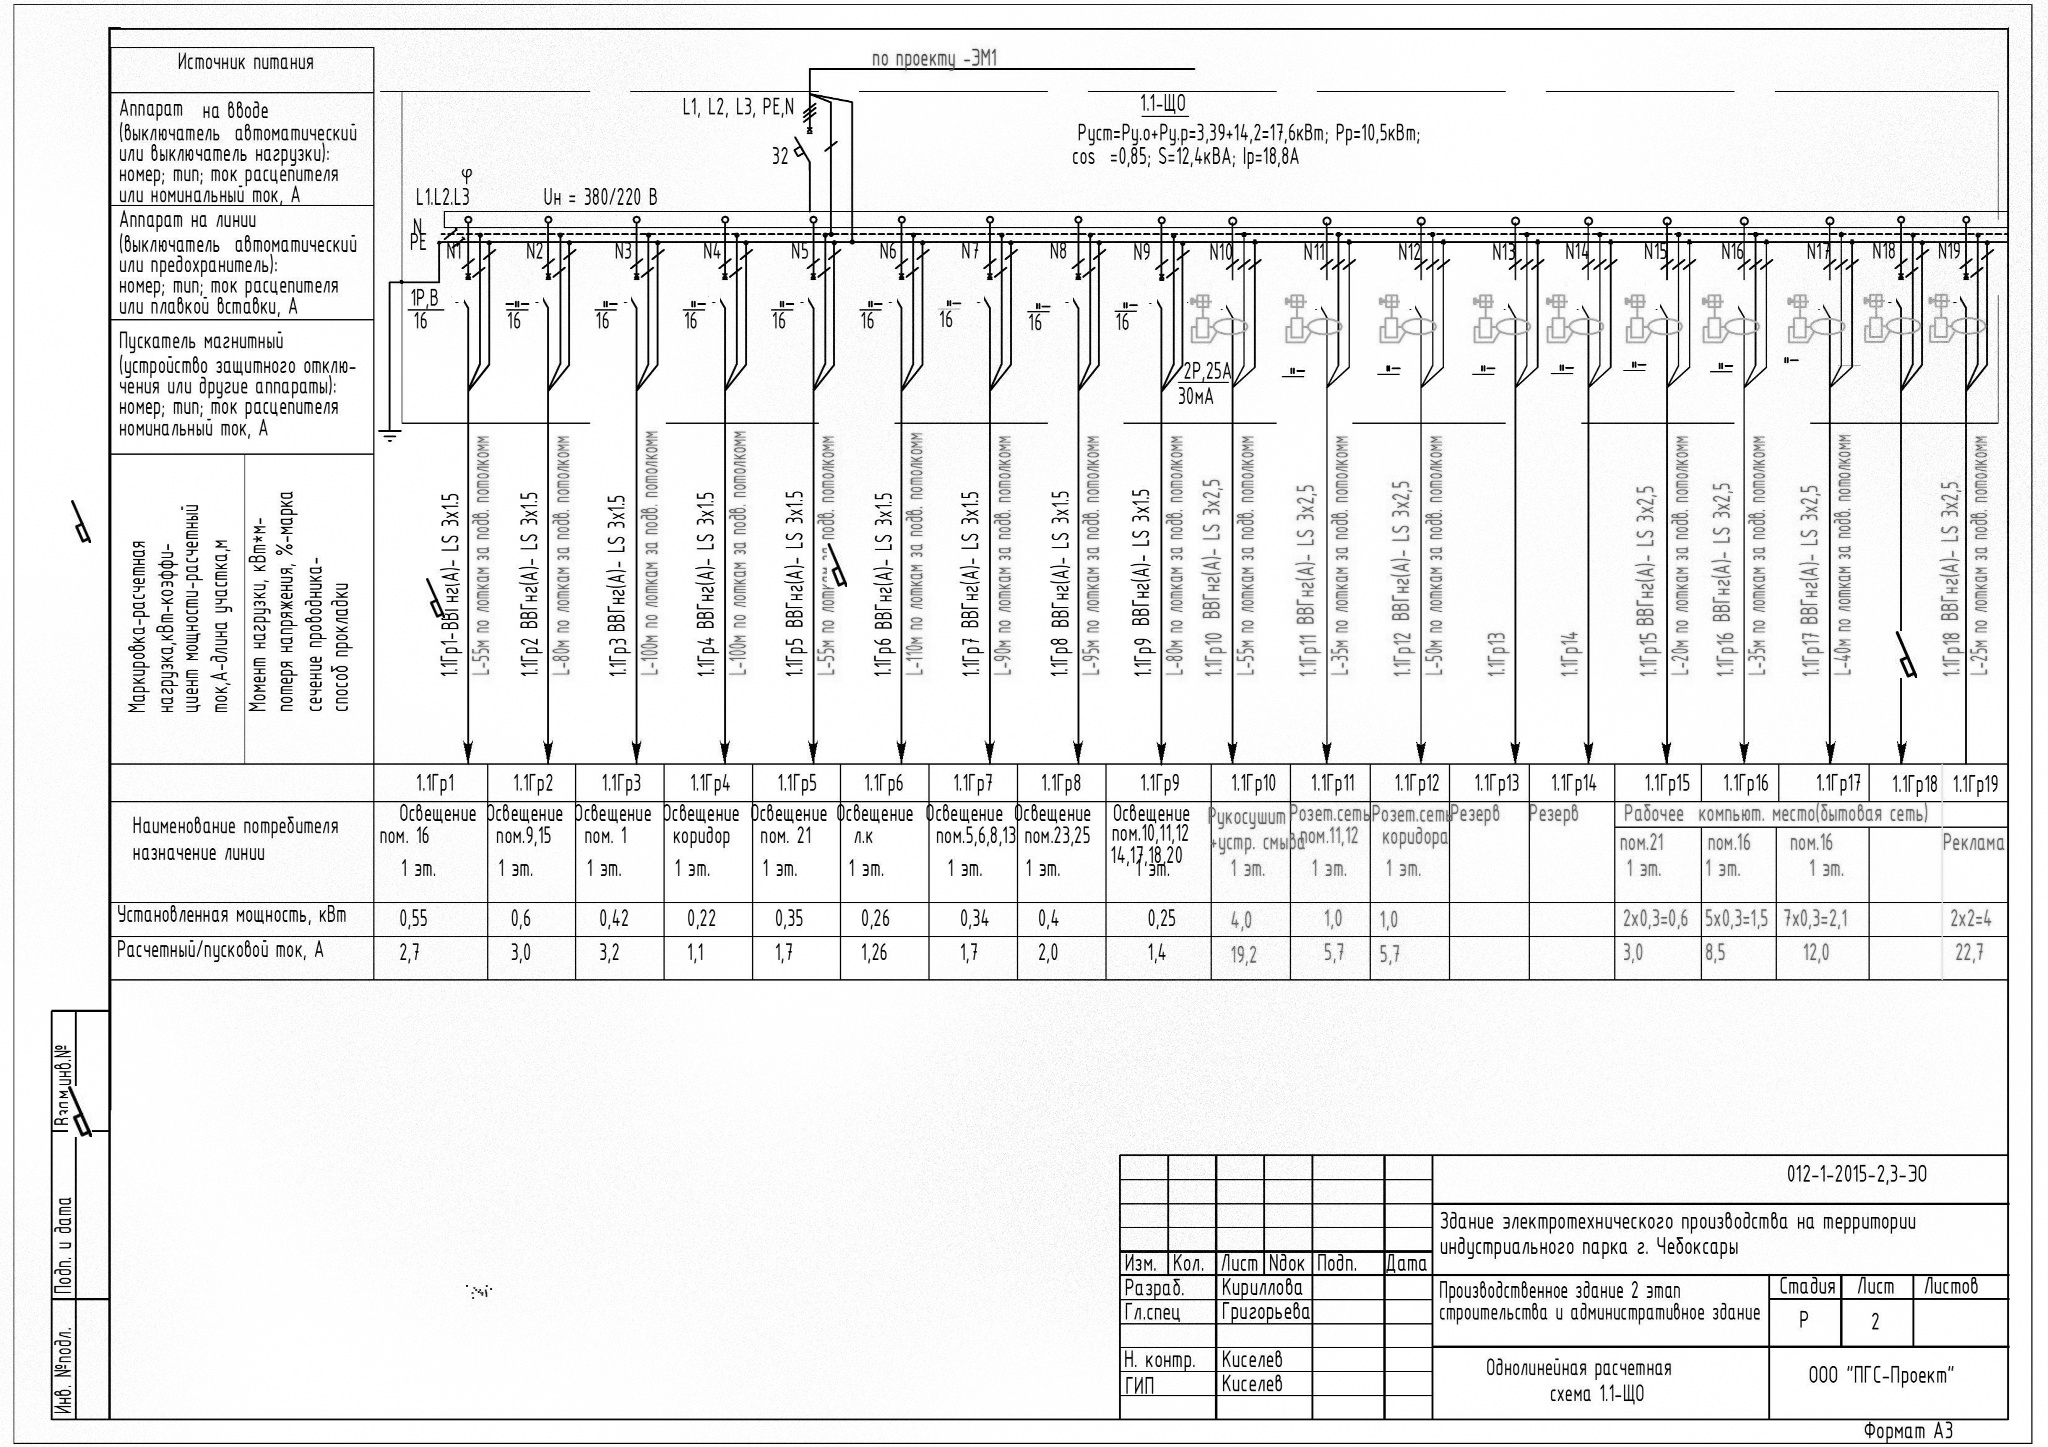 по проекту -ЭМ1
Источник питания
Аппарат на вводе
(выключатель автоматический
или выключатель нагрузки):
номер; тип; ток расцепителя
или номинальный ток, А
Аппарат на линии
(выключатель автоматический
или предохранитель):
номер; тип; ток расцепителя
или плавкой вставки, А
Пускатель магнитный
(устройство защитного отклю-
чения или другие аппараты):
номер; тип; ток расцепителя
номинальный ток, А
Маркировка-расчетная
нагрузка,кВт-коэффи-
циент мощности-расчетный
ток,А-длина участка,м
Момент нагрузки, кВт*м-
потеря напряжения, %-марка
сечение проводника-
способ прокладки
L1, L2, L3, PE,N
32
1.1-ЩО
Руст=Ру.о+Ру.р=3,39+14,2=17,6кВт; Рр=10,5кВт;
cos =0,85; S=12,4кВА; Iр=18,8А
φ
L1.L2.L3
Uн = 380/220 В
N
PE
N1 N2 N3 N4 N5 N6 N7 N8 N9 N10 N11 N12 N13 N14 N15 N16 N17 N18 N19
1Р,В
16
-"- 16
-"- 16
-"- 16
-"- 16
-"- 16
-"- 16
-"- 16
-"- 16
2Р,25А
30мА
"- "- "- "- "- "- "-
1.1Гр1-ВВГнг(А)- LS 3х1.5
L-55м по лоткам за подв. потолкомм
1.1Гр2 ВВГнг(А)- LS 3х1.5
L-80м по лоткам за подв. потолкомм
1.1Гр3 ВВГнг(А)- LS 3х1.5
L-100м по лоткам за подв. потолкомм
1.1Гр4 ВВГнг(А)- LS 3х1.5
L-100м по лоткам за подв. потолкомм
1.1Гр5 ВВГнг(А)- LS 3х1.5
L-55м по лоткам за подв. потолкомм
1.1Гр6 ВВГнг(А)- LS 3х1.5
L-110м по лоткам за подв. потолкомм
1.1Гр7 ВВГнг(А)- LS 3х1.5
L-90м по лоткам за подв. потолкомм
1.1Гр8 ВВГнг(А)- LS 3х1.5
L-95м по лоткам за подв. потолкомм
1.1Гр9 ВВГнг(А)- LS 3х1.5
L-80м по лоткам за подв. потолкомм
1.1Гр10 ВВГнг(А)- LS 3х2,5
L-55м по лоткам за подв. потолкомм
1.1Гр11 ВВГнг(А)- LS 3х2,5
L-35м по лоткам за подв. потолкомм
1.1Гр12 ВВГнг(А)- LS 3х2,5
L-50м по лоткам за подв. потолкомм
1.1Гр13
1.1Гр14
1.1Гр15 ВВГнг(А)- LS 3х2,5
L-20м по лоткам за подв. потолкомм
1.1Гр16 ВВГнг(А)- LS 3х2,5
L-35м по лоткам за подв. потолкомм
1.1Гр17 ВВГнг(А)- LS 3х2,5
L-40м по лоткам за подв. потолкомм
1.1Гр18 ВВГнг(А)- LS 3х2,5
L-25м по лоткам за подв. потолкомм
1.1Гр1 1.1Гр2 1.1Гр3 1.1Гр4 1.1Гр5 1.1Гр6 1.1Гр7 1.1Гр8 1.1Гр9 1.1Гр10 1.1Гр11 1.1Гр12 1.1Гр13 1.1Гр14 1.1Гр15 1.1Гр16 1.1Гр17 1.1Гр18 1.1Гр19
Наименование потребителя
назначение линии
Освещение
пом. 16
1 эт.
Освещение
пом.9,15
1 эт.
Освещение
пом. 1
1 эт.
Освещение
коридор
1 эт.
Освещение
пом. 21
1 эт.
Освещение
л.к
1 эт.
Освещение
пом.5,6,8,13
1 эт.
Освещение
пом.23,25
1 эт.
Освещение
пом.10,11,12
14,17,18,20
1 эт.
Рукосушит
+устр. смыва
1 эт.
Розет.сеть
пом.11,12
1 эт.
Розет.сеть
коридора
1 эт.
Резерв
Резерв
Рабочее компьют. место(бытовая сеть)
пом.21
1 эт.
пом.16
1 эт.
пом.16
1 эт.
Реклама
Установленная мощность, кВт 0,55 0,6 0,42 0,22 0,35 0,26 0,34 0,4 0,25 4,0 1,0 1,0 2х0,3=0,6 5х0,3=1,5 7х0,3=2,1 2х2=4
Расчетный/пусковой ток, А 2,7 3,0 3,2 1,1 1,7 1,26 1,7 2,0 1,4 19,2 5,7 5,7 3,0 8,5 12,0 22,7
Взам.инв.№
Подп. и дата
Инв. №подл.
012-1-2015-2,3-ЭО
Здание электротехнического производства на территории
индустриального парка г. Чебоксары
Изм. Кол. Лист Nдок Подп. Дата
Разраб. Кириллова
Гл.спец Григорьева
Н. контр. Киселев
ГИП Киселев
Производственное здание 2 этап
строительства и административное здание
Стадия Лист Листов
Р 2
Однолинейная расчетная
схема 1.1-ЩО
ООО "ПГС-Проект"
Формат А3